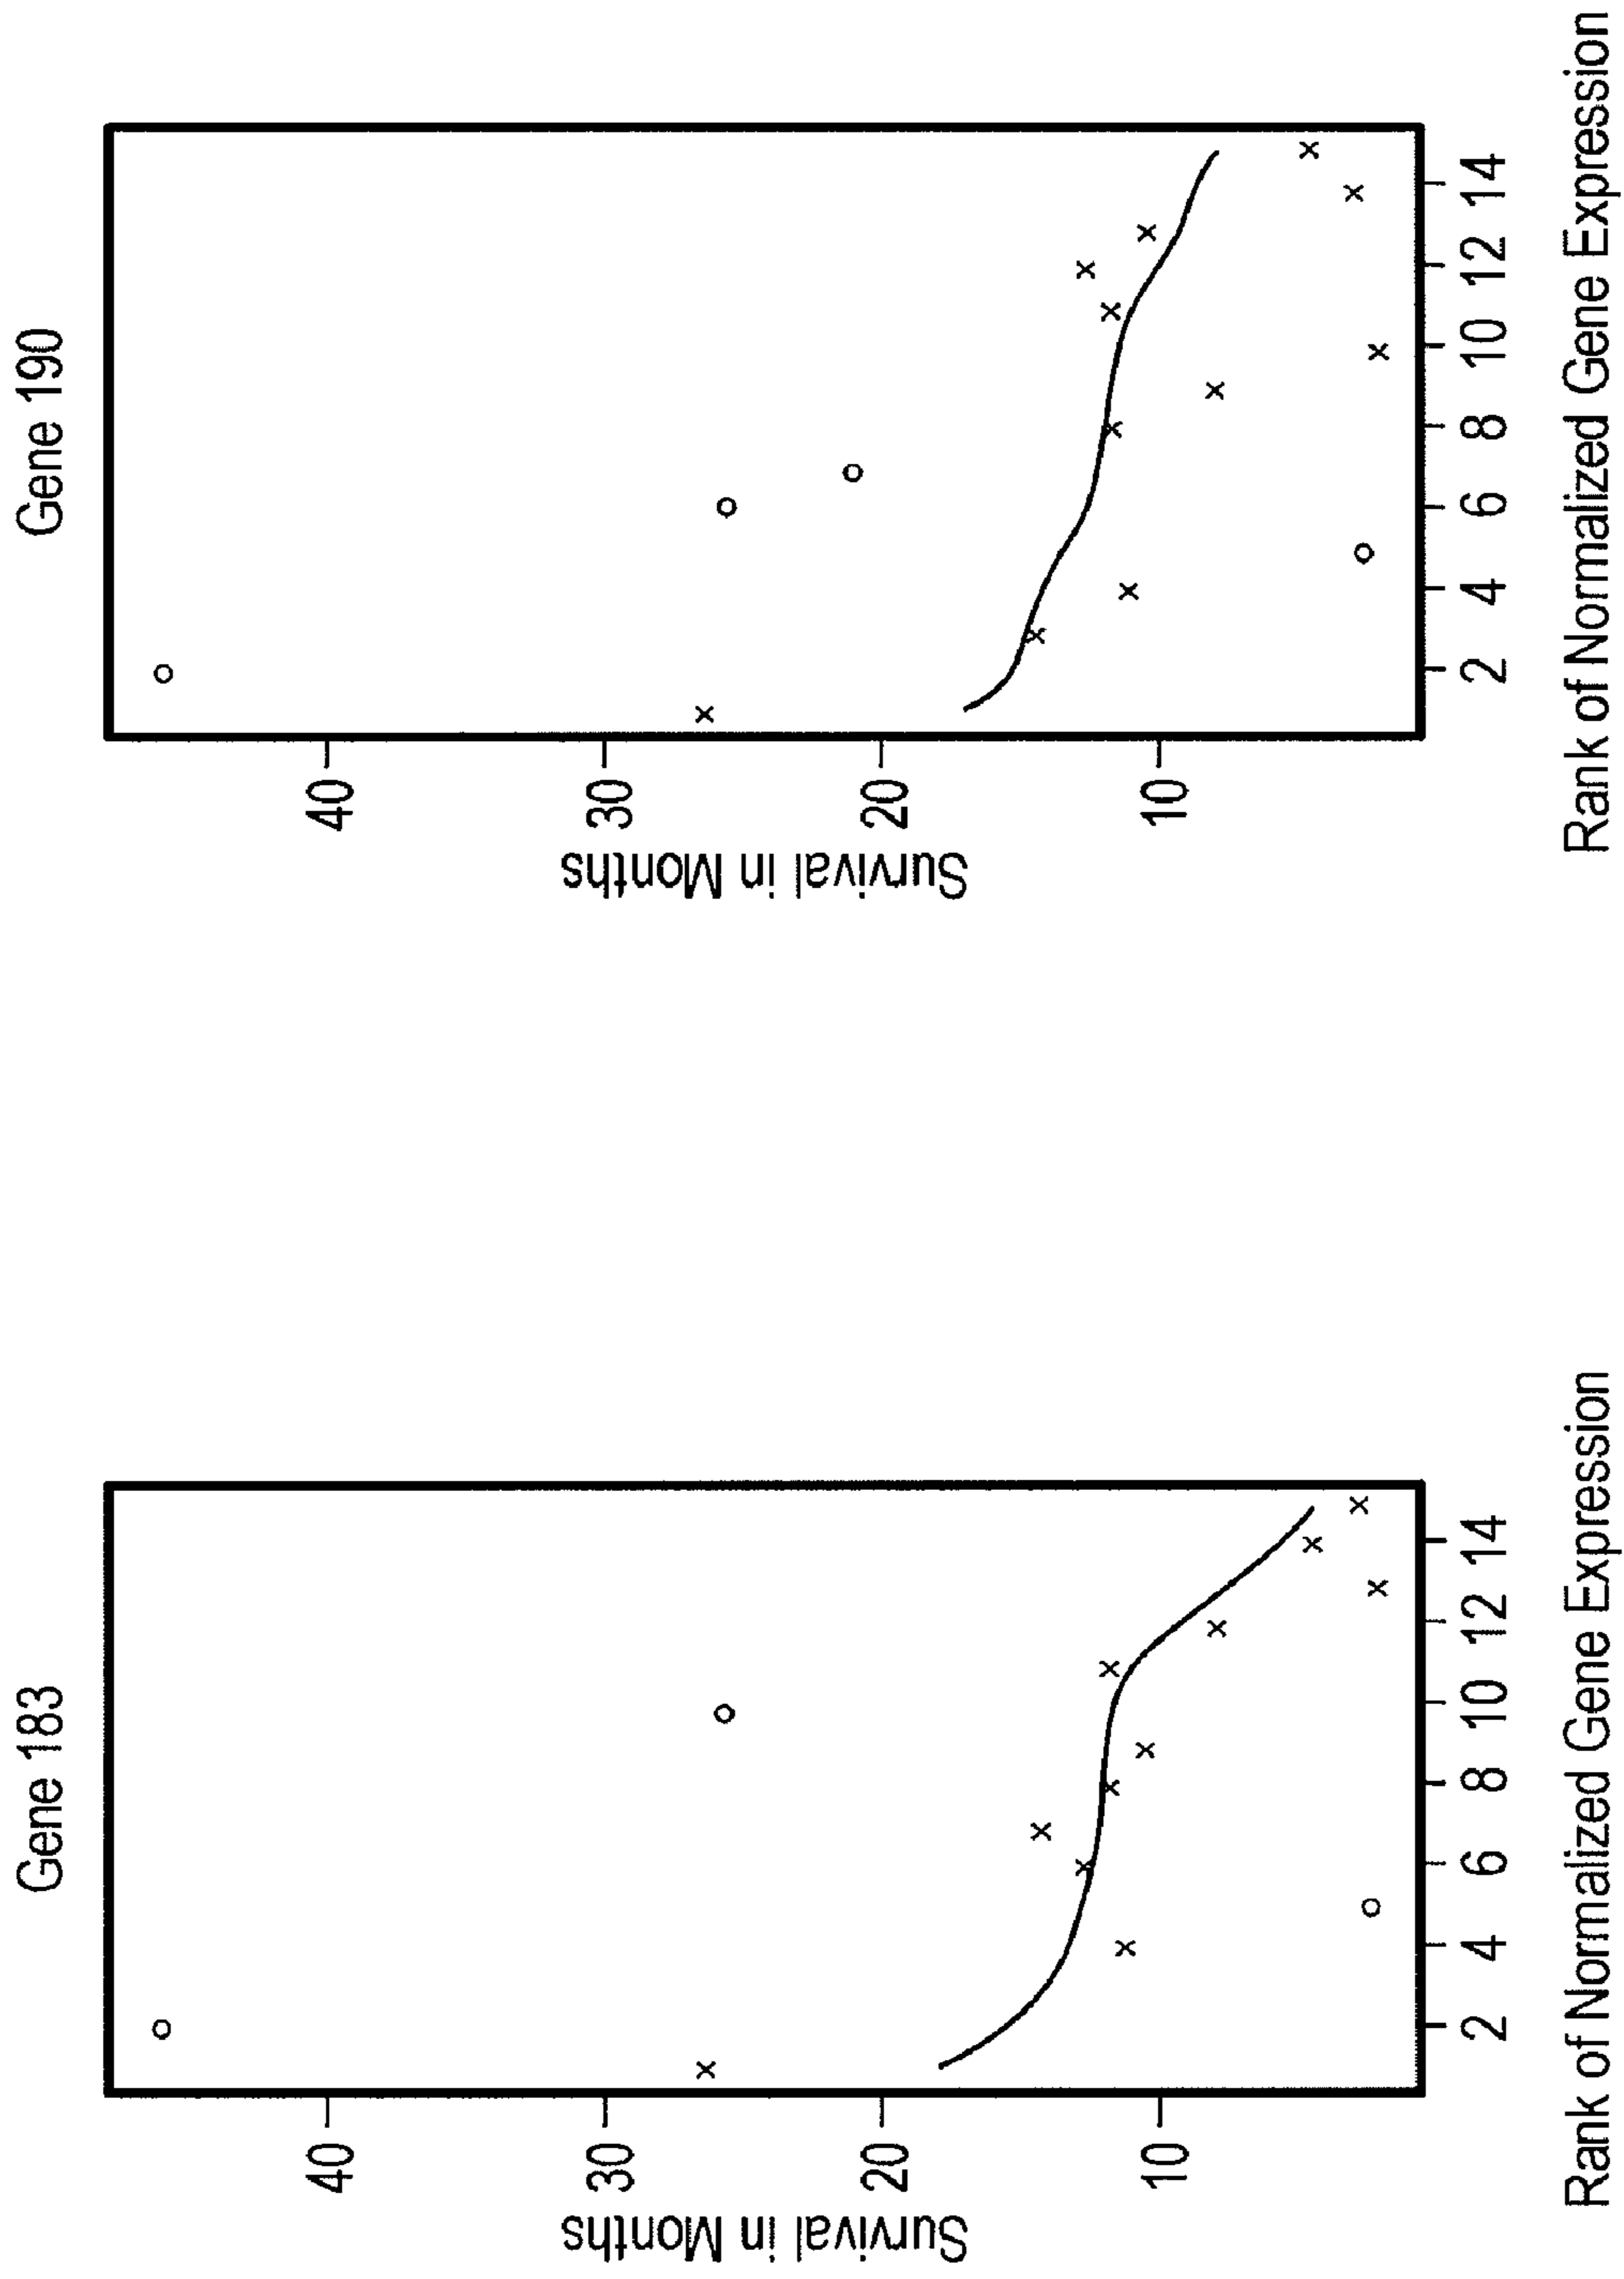 Gene 183
Survival in Months
40
30
20
10
2 4 6 8 10 12 14
Rank of Normalized Gene Expression
Gene 190
Survival in Months
40
30
20
10
2 4 6 8 10 12 14
Rank of Normalized Gene Expression